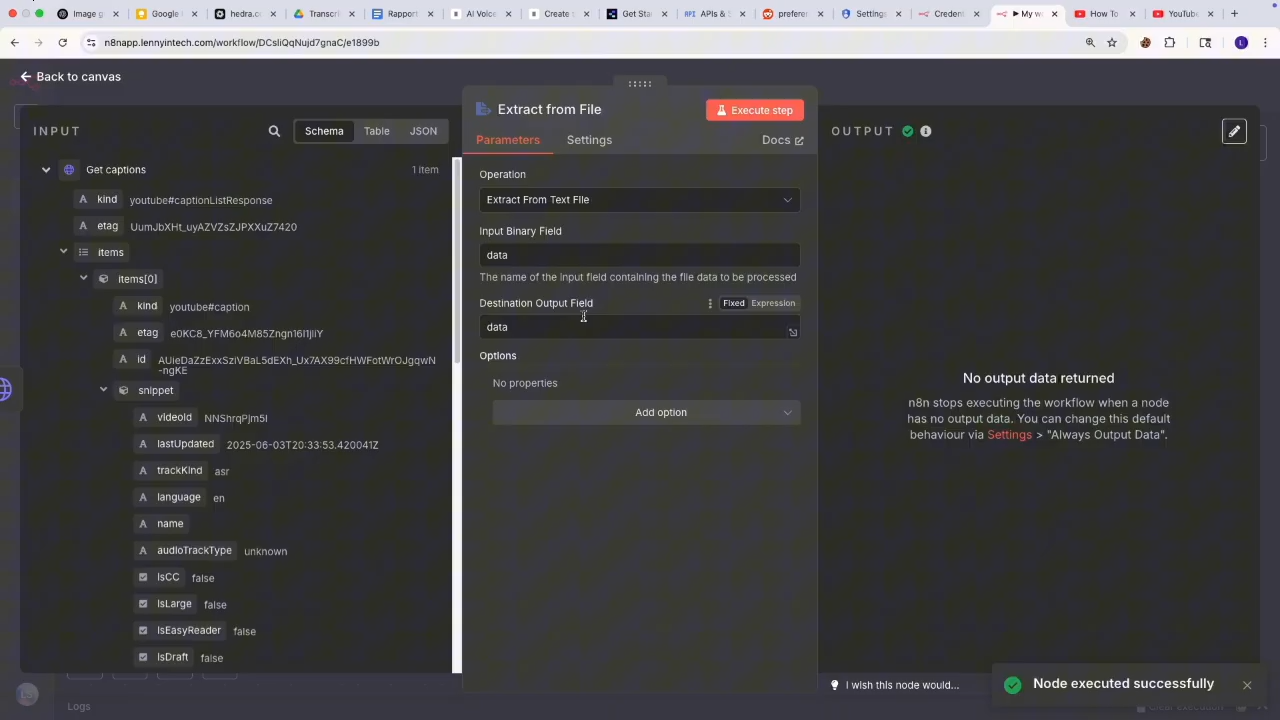 Image g
Google
hedra.c
Transcri
Rapport
AI Voice
Create t
Get Sta
API APIs & 
preferer
Settings
Creden
My w
How To
YouTube
n8napp.lennyintech.com/workflow/DCsliQqNujd7gnaC/e1899b
Back to canvas
INPUT
Schema Table JSON
Extract from File
Execute step
OUTPUT
Parameters Settings Docs
Get captions 1 item
kind youtube#captionListResponse
etag UumJbXHt_uyAZVZsZJPXXuZ7420
items
items[0]
kind youtube#caption
etag e0KC8_YFM6o4M85Zngn16I1jIiY
id AUieDaZzExxSziVBaL5dEXh_Ux7AX99cfHWFotWrOJgqwN
-ngKE
snippet
videoId NNShrqPjm5I
lastUpdated 2025-06-03T20:33:53.420041Z
trackKind asr
language en
name
audioTrackType unknown
isCC false
isLarge false
isEasyReader false
isDraft false
Operation
Extract From Text File
Input Binary Field
data
The name of the input field containing the file data to be processed
Destination Output Field Fixed Expression
data
Options
No properties
Add option
No output data returned
n8n stops executing the workflow when a node
has no output data. You can change this default
behaviour via Settings > "Always Output Data".
I wish this node would...
Node executed successfully
Logs
Clear execution